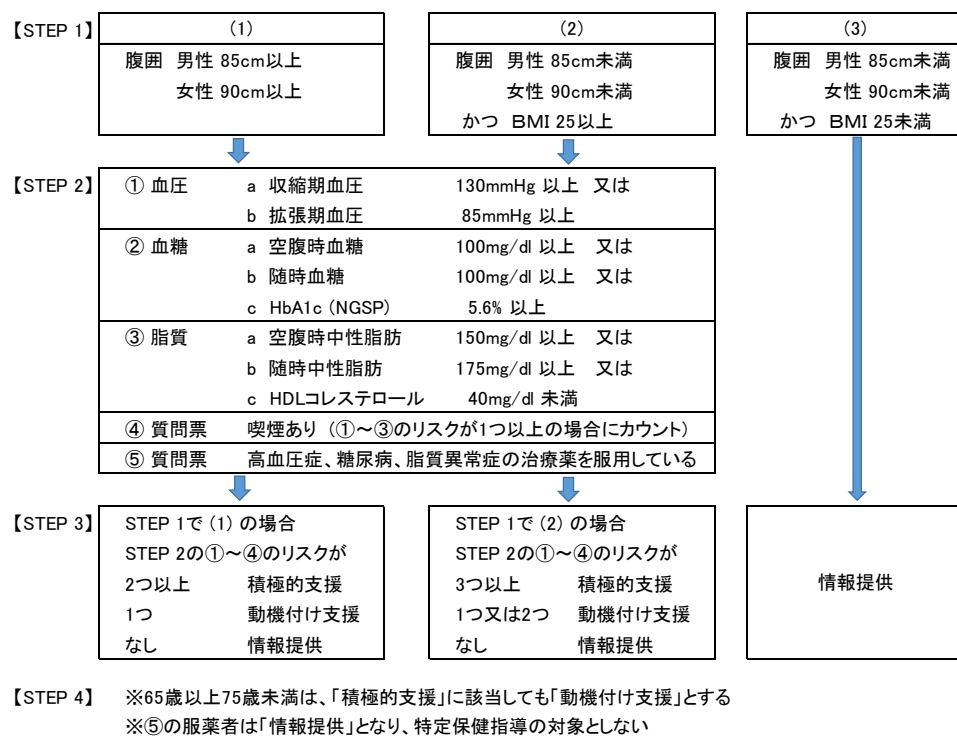 【STEP 1】 (1) (2) (3)
腹囲 男性 85cm以上 腹囲 男性 85cm未満 腹囲 男性 85cm未満
女性 90cm以上 女性 90cm未満 女性 90cm未満
かつ BMI 25以上 かつ BMI 25未満
【STEP 2】 ① 血圧 a 収縮期血圧 130mmHg 以上 又は
b 拡張期血圧 85mmHg 以上
② 血糖 a 空腹時血糖 100mg/dl 以上 又は
b 随時血糖 100mg/dl 以上 又は
c HbA1c (NGSP) 5.6% 以上
③ 脂質 a 空腹時中性脂肪 150mg/dl 以上 又は
b 随時中性脂肪 175mg/dl 以上 又は
c HDLコレステロール 40mg/dl 未満
④ 質問票 喫煙あり (①～③のリスクが1つ以上の場合にカウント)
⑤ 質問票 高血圧症、糖尿病、脂質異常症の治療薬を服用している
【STEP 3】 STEP 1で (1) の場合 STEP 1で (2) の場合
STEP 2の①～④のリスクが STEP 2の①～④のリスクが
2つ以上 積極的支援 3つ以上 積極的支援 情報提供
1つ 動機付け支援 1つ又は2つ 動機付け支援
なし 情報提供 なし 情報提供
【STEP 4】 ※65歳以上75歳未満は、「積極的支援」に該当しても「動機付け支援」とする
※⑤の服薬者は「情報提供」となり、特定保健指導の対象としない